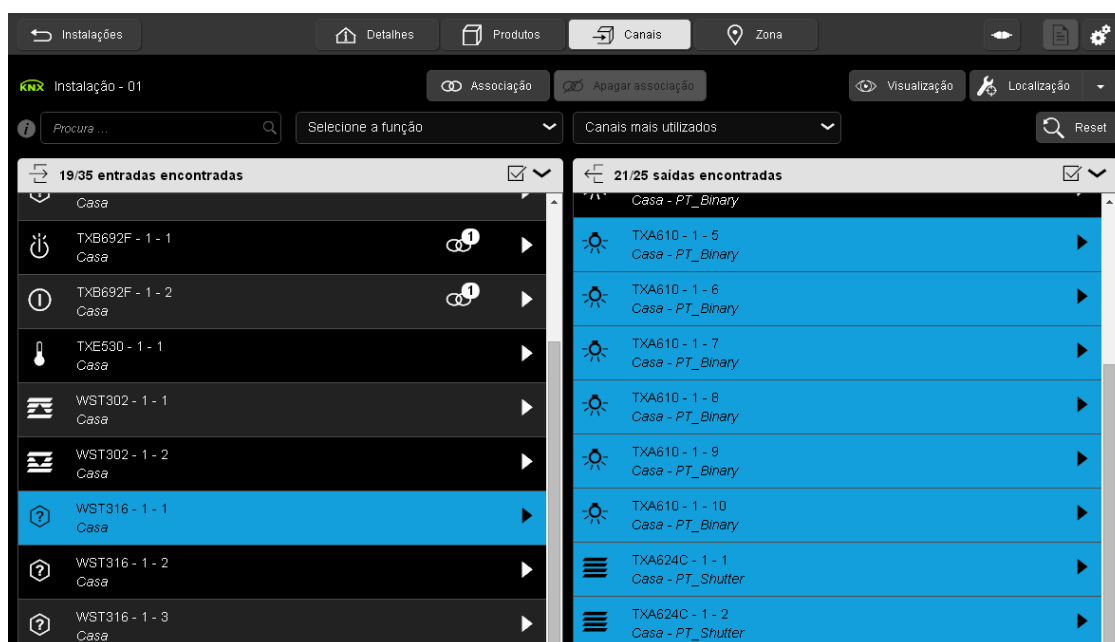 Instalações
Detalhes
Produtos
Canais
Zona
KNX Instalação - 01
Associação
Apagar associação
Visualização
Localização
Procura ...
Selecione a função
Canais mais utilizados
Reset
19/35 entradas encontradas
Casa
TXB692F - 1 - 1
1
Casa
TXB692F - 1 - 2
1
Casa
TXE530 - 1 - 1
Casa
WST302 - 1 - 1
Casa
WST302 - 1 - 2
Casa
WST316 - 1 - 1
Casa
WST316 - 1 - 2
Casa
WST316 - 1 - 3
Casa
21/25 saídas encontradas
Casa - PT_Binary
TXA610 - 1 - 5
Casa - PT_Binary
TXA610 - 1 - 6
Casa - PT_Binary
TXA610 - 1 - 7
Casa - PT_Binary
TXA610 - 1 - 8
Casa - PT_Binary
TXA610 - 1 - 9
Casa - PT_Binary
TXA610 - 1 - 10
Casa - PT_Binary
TXA624C - 1 - 1
Casa - PT_Shutter
TXA624C - 1 - 2
Casa - PT_Shutter